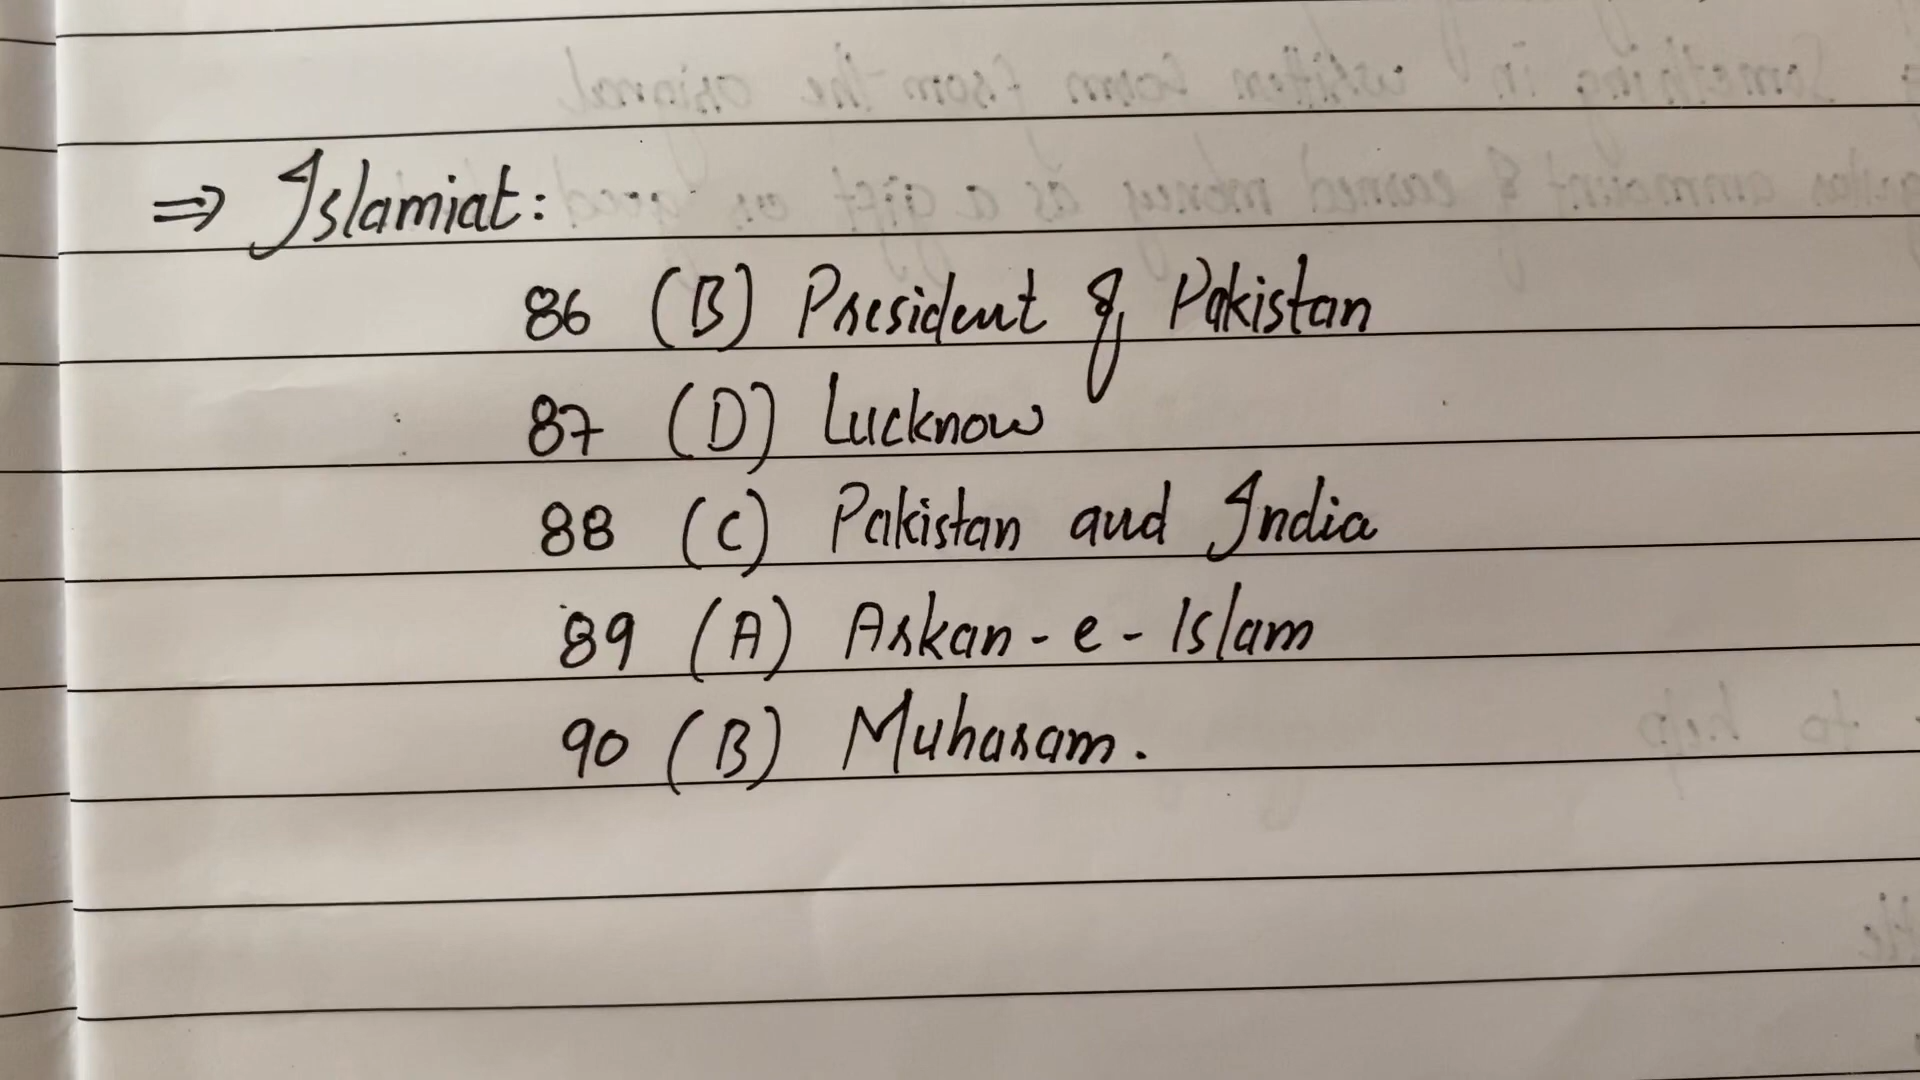 ⇒ Islamiat:
86 (B) President of Pakistan
87 (D) Lucknow
88 (C) Pakistan and India
89 (A) Arkan-e-Islam
90 (B) Muharam.